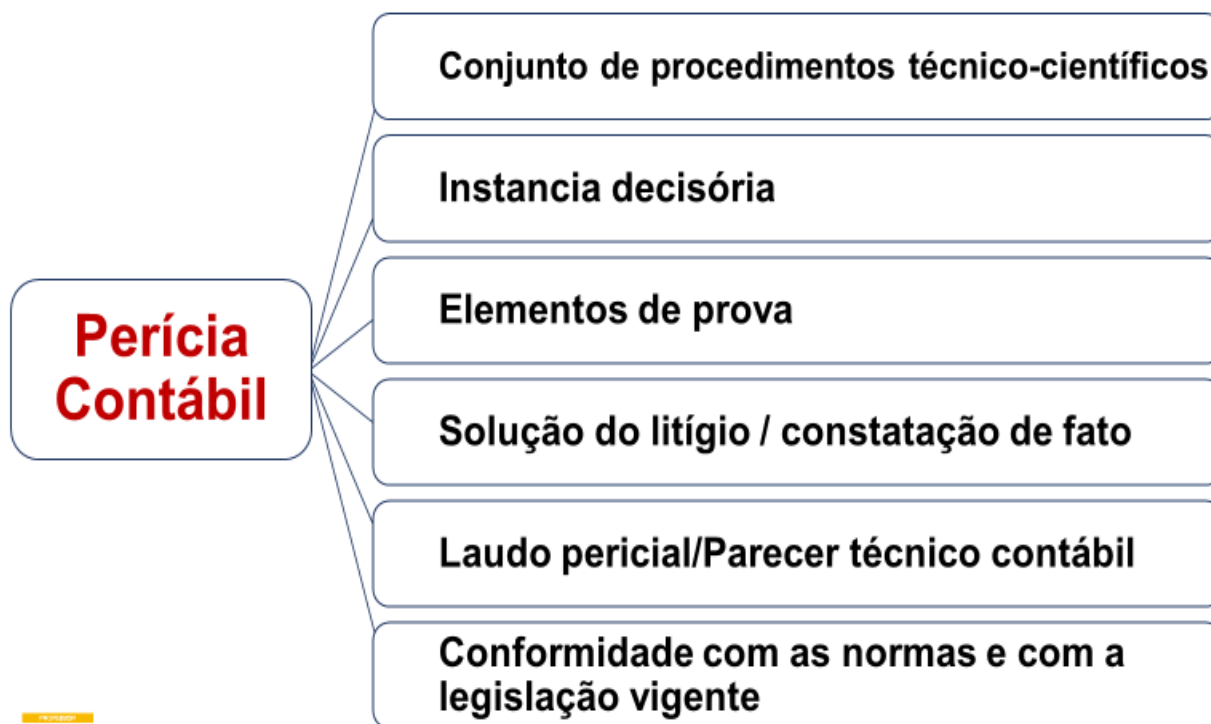 Conjunto de procedimentos técnico-científicos
Instancia decisória
Elementos de prova
Perícia
Contábil
Solução do litígio / constatação de fato
Laudo pericial/Parecer técnico contábil
Conformidade com as normas e com a
legislação vigente